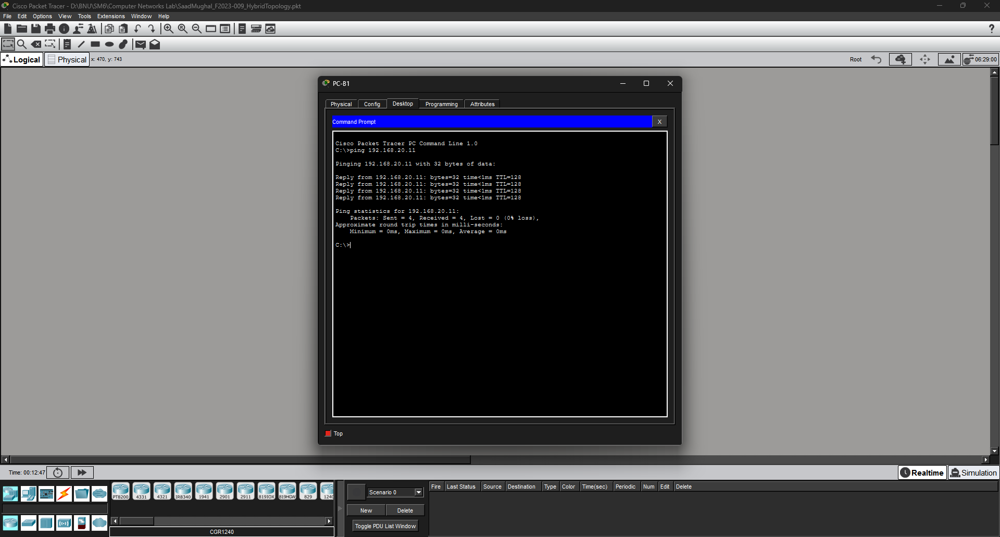 Cisco Packet Tracer - D:\BNU\SM6\Computer Networks Lab\SaadMughal_F2023-009_HybridTopology.pkt
File Edit Options View Tools Extensions Window Help
?
Logical Physical x: 470, y: 743 Root 06:29:00
PC-B1
Physical Config Desktop Programming Attributes
Command Prompt X
Cisco Packet Tracer PC Command Line 1.0
C:\>ping 192.168.20.11
Pinging 192.168.20.11 with 32 bytes of data:
Reply from 192.168.20.11: bytes=32 time<1ms TTL=128
Reply from 192.168.20.11: bytes=32 time<1ms TTL=128
Reply from 192.168.20.11: bytes=32 time<1ms TTL=128
Reply from 192.168.20.11: bytes=32 time<1ms TTL=128
Ping statistics for 192.168.20.11:
Packets: Sent = 4, Received = 4, Lost = 0 (0% loss),
Approximate round trip times in milli-seconds:
Minimum = 0ms, Maximum = 0ms, Average = 0ms
C:\>
Top
Time: 00:12:47 Realtime Simulation
PT8200 4331 4321 IR8340 1941 2901 2911 819IOX 819HGW 829 1240
CGR1240
Scenario 0
New Delete
Toggle PDU List Window
Fire Last Status Source Destination Type Color Time(sec) Periodic Num Edit Delete